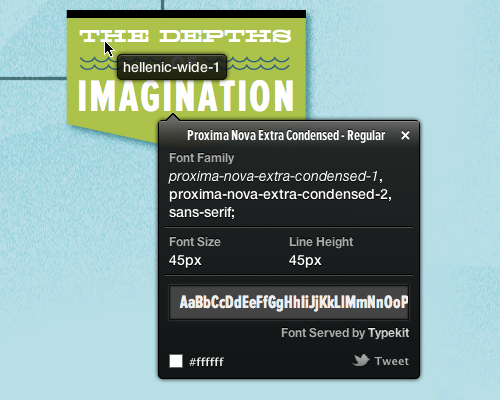 THE DEPTHS
hellenic-wide-1
IMAGINATION
Proxima Nova Extra Condensed - Regular ×
Font Family
proxima-nova-extra-condensed-1,
proxima-nova-extra-condensed-2,
sans-serif;
Font Size Line Height
45px 45px
AaBbCcDdEeFfGgHhIiJjKkLlMmNnOoP
Font Served by Typekit
#ffffff Tweet